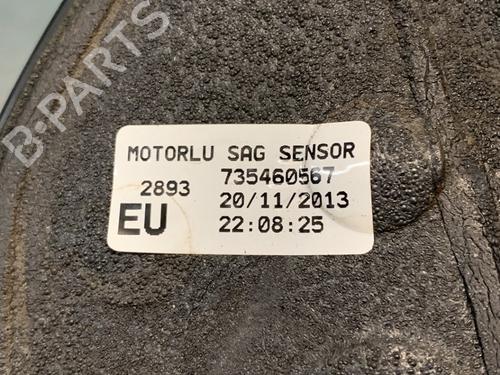 B-PARTS
MOTORLU SAG SENSOR
2893 735460567
EU 20/11/2013
22:08:25